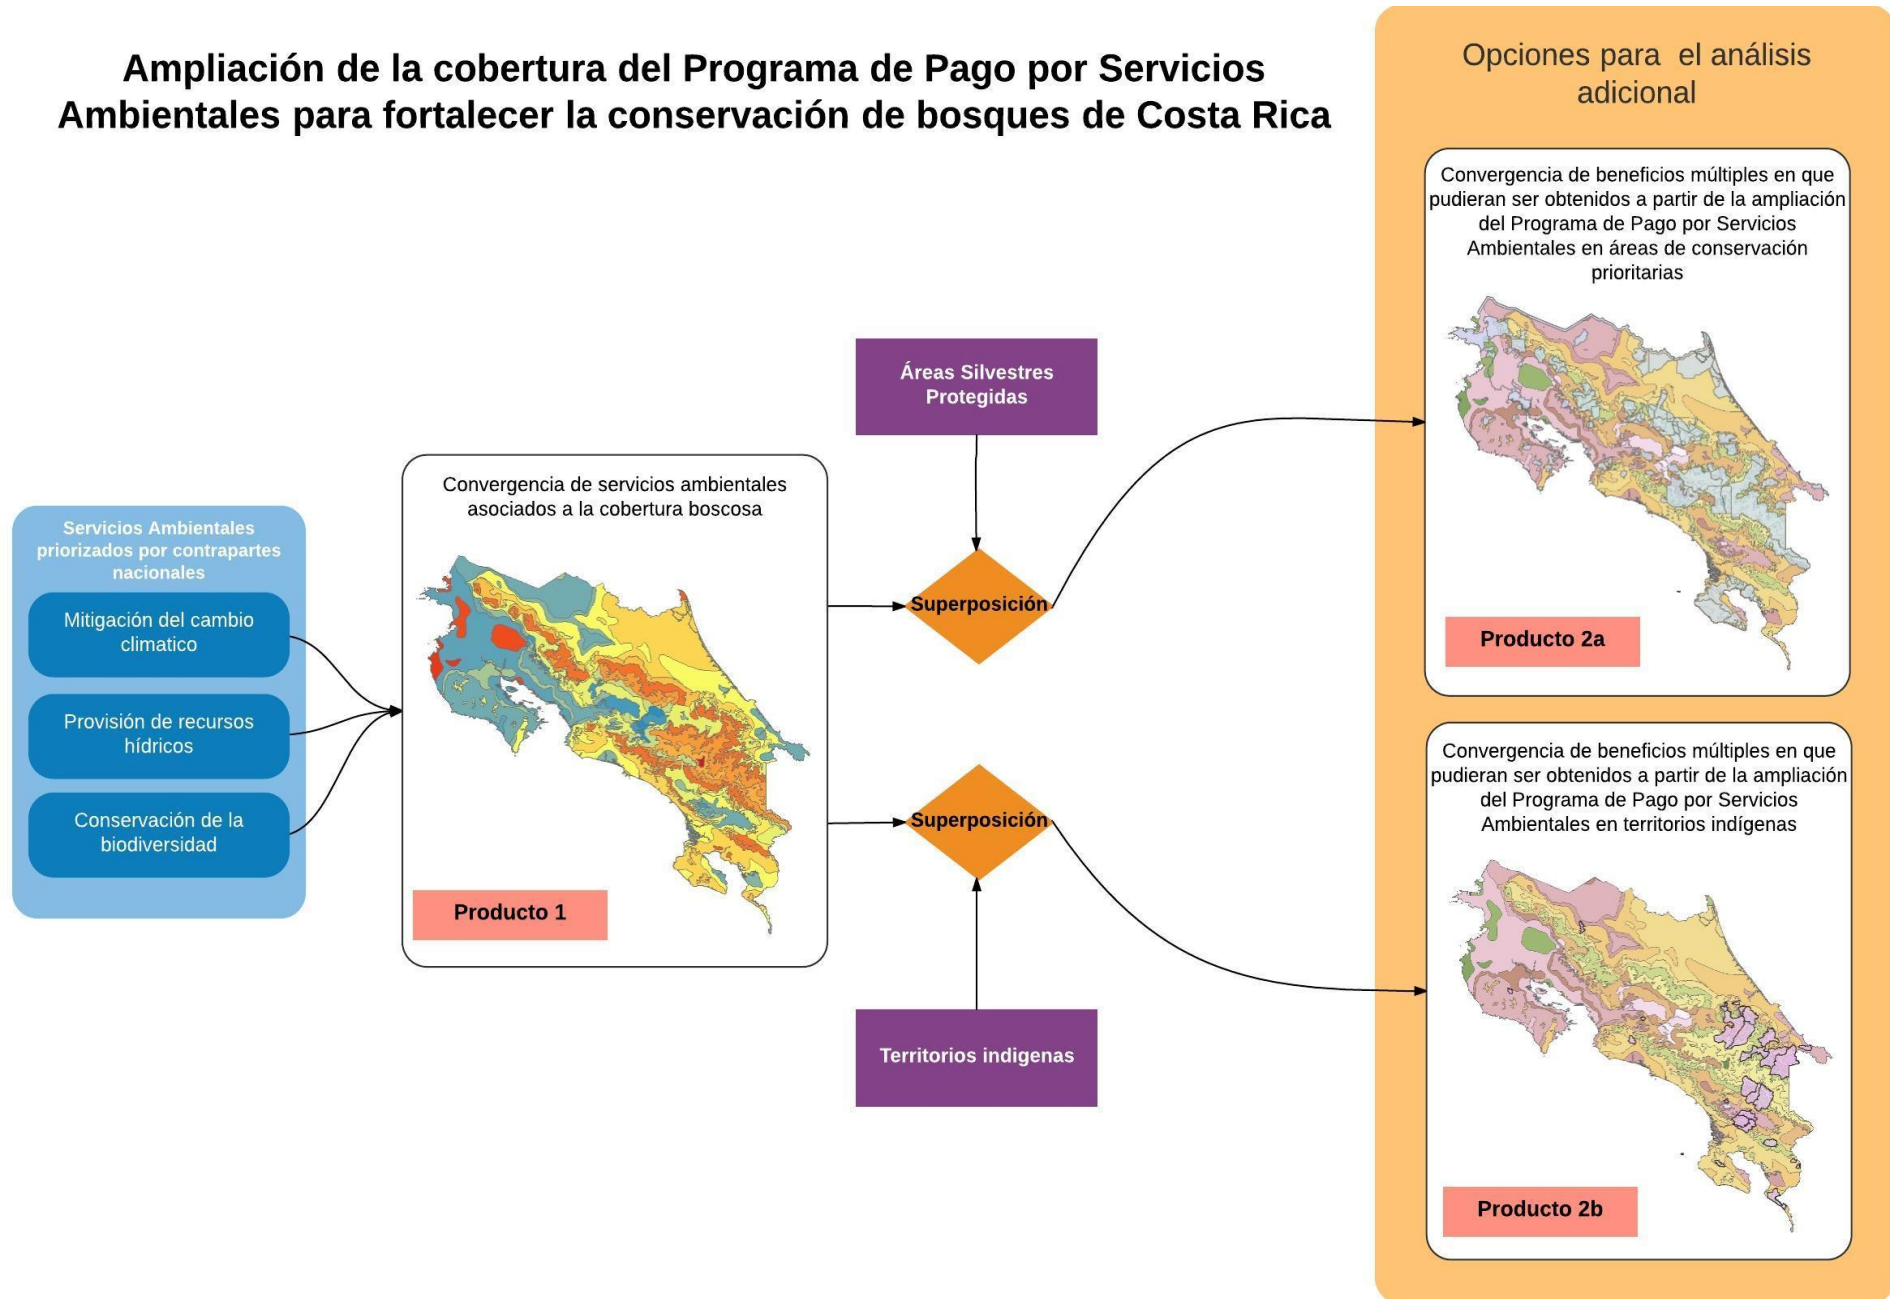 Ampliación de la cobertura del Programa de Pago por Servicios
Ambientales para fortalecer la conservación de bosques de Costa Rica
Servicios Ambientales
priorizados por contrapartes
nacionales
Mitigación del cambio
climatico
Provisión de recursos
hídricos
Conservación de la
biodiversidad
Convergencia de servicios ambientales
asociados a la cobertura boscosa
Producto 1
Áreas Silvestres
Protegidas
Superposición
Superposición
Territorios indigenas
Opciones para  el análisis
adicional
Convergencia de beneficios múltiples en que
pudieran ser obtenidos a partir de la ampliación
del Programa de Pago por Servicios
Ambientales en áreas de conservación
prioritarias
Producto 2a
Convergencia de beneficios múltiples en que
pudieran ser obtenidos a partir de la ampliación
del Programa de Pago por Servicios
Ambientales en territorios indígenas
Producto 2b